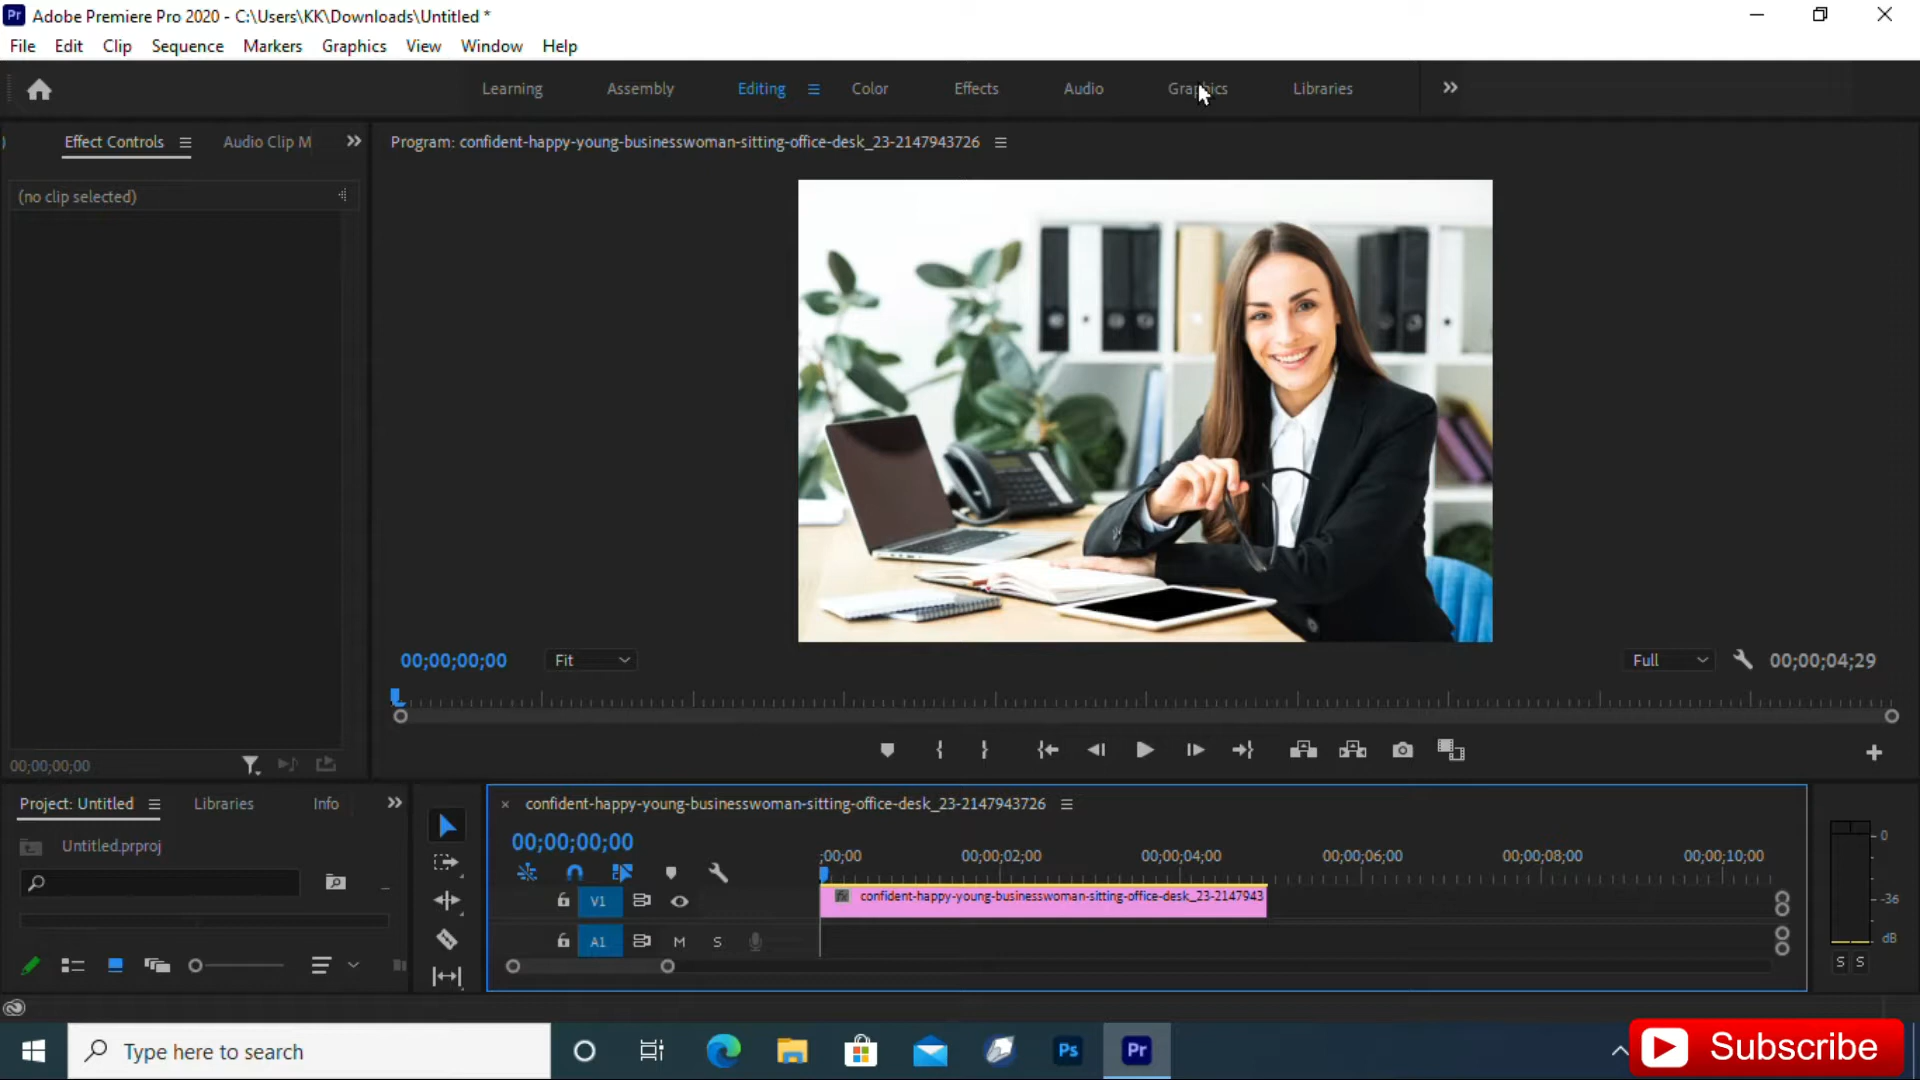 Pr Adobe Premiere Pro 2020 - C:\Users\KK\Downloads\Untitled *
File Edit Clip Sequence Markers Graphics View Window Help
Learning Assembly Editing Color Effects Audio Graphics Libraries
Effect Controls Audio Clip M
Program: confident-happy-young-businesswoman-sitting-office-desk_23-2147943726
(no clip selected)
00;00;00;00 Fit Full 00;00;04;29
00;00;00;00
Project: Untitled Libraries Info
confident-happy-young-businesswoman-sitting-office-desk_23-2147943726
Untitled.prproj
00;00;00;00
;00;00 00;00;02;00 00;00;04;00 00;00;06;00 00;00;08;00 00;00;10;00
V1 confident-happy-young-businesswoman-sitting-office-desk_23-2147943
A1 M S
0
-36
dB
S S
Type here to search
Ps Pr
Subscribe